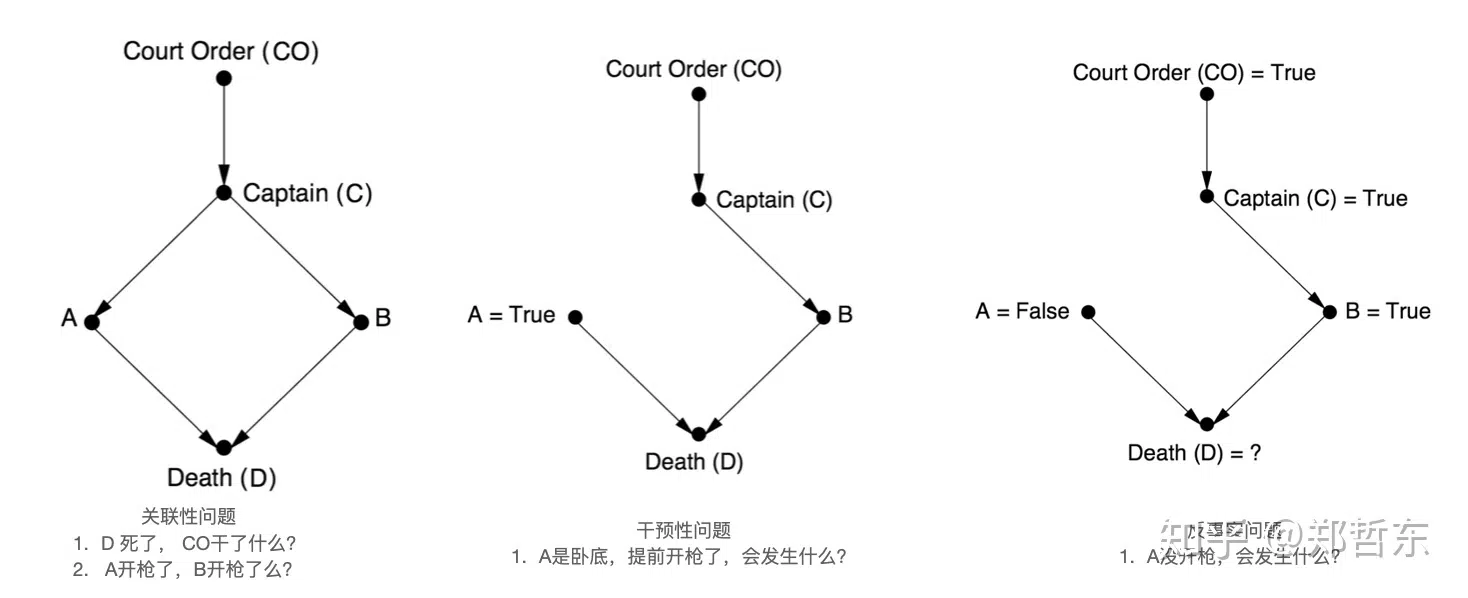 Court Order (CO)
Captain (C)
A
B
Death (D)
关联性问题
1. D 死了， CO干了什么?
2. A开枪了，B开枪了么?
Court Order (CO)
Captain (C)
A = True
B
Death (D)
干预性问题
1. A是卧底，提前开枪了，会发生什么?
Court Order (CO) = True
Captain (C) = True
A = False
B = True
Death (D) = ?
反事实问题
1. A没开枪，会发生什么?
知乎 @郑哲东